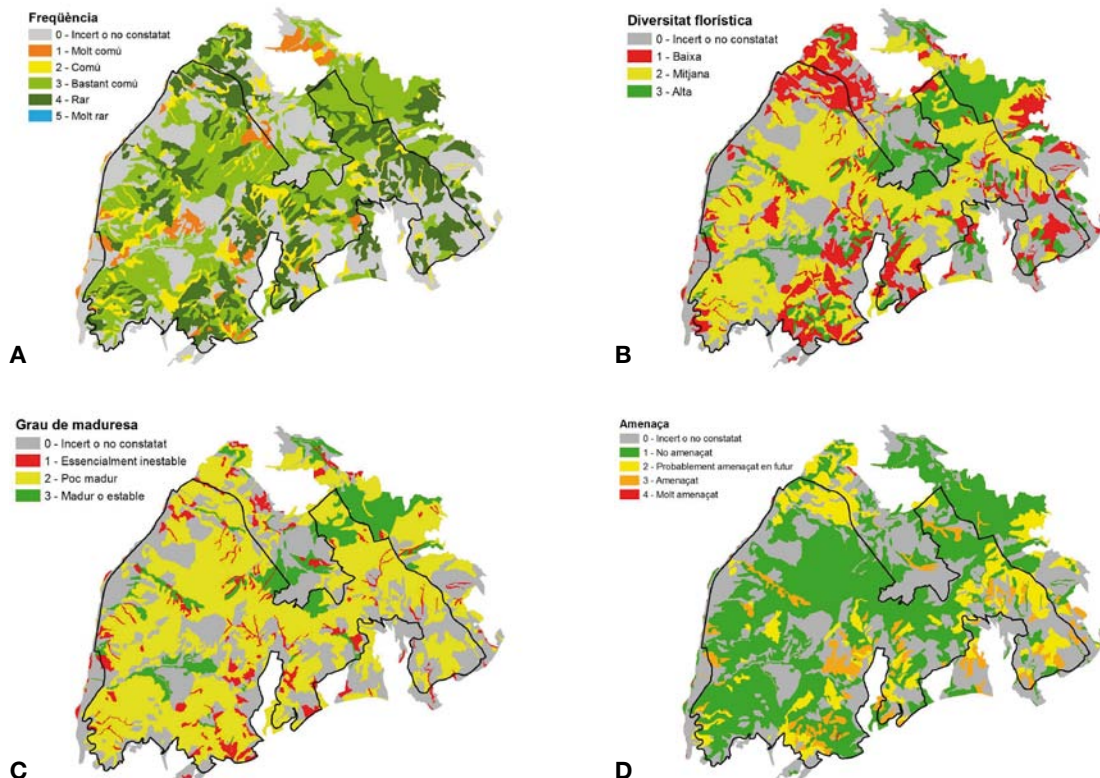 Freqüència
0 - Incert o no constatat
1 - Molt comú
2 - Comú
3 - Bastant comú
4 - Rar
5 - Molt rar
A
Diversitat florística
0 - Incert o no constatat
1 - Baixa
2 - Mitjana
3 - Alta
B
Grau de maduresa
0 - Incert o no constatat
1 - Essencialment inestable
2 - Poc madur
3 - Madur o estable
C
Amenaça
0 - Incert o no constatat
1 - No amenaçat
2 - Probablement amenaçat en futur
3 - Amenaçat
4 - Molt amenaçat
D